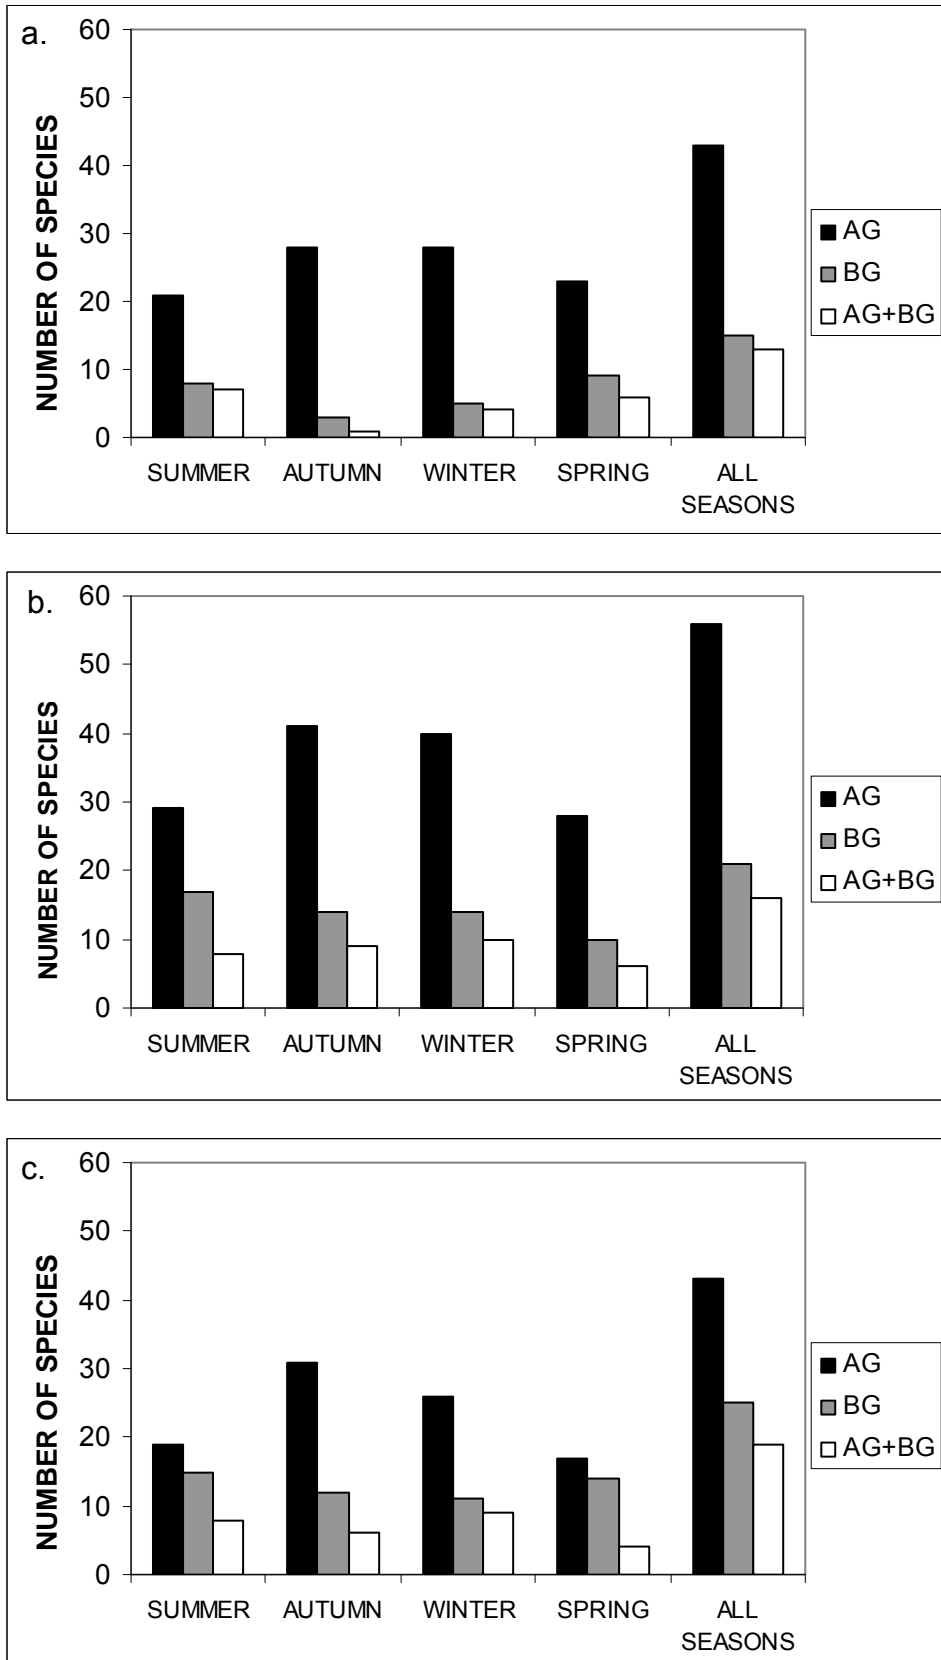 a.
NUMBER OF SPECIES
60
50
40
30
20
10
0
SUMMER AUTUMN WINTER SPRING ALL
SEASONS
AG
BG
AG+BG
b.
NUMBER OF SPECIES
60
50
40
30
20
10
0
SUMMER AUTUMN WINTER SPRING ALL
SEASONS
AG
BG
AG+BG
c.
NUMBER OF SPECIES
60
50
40
30
20
10
0
SUMMER AUTUMN WINTER SPRING ALL
SEASONS
AG
BG
AG+BG